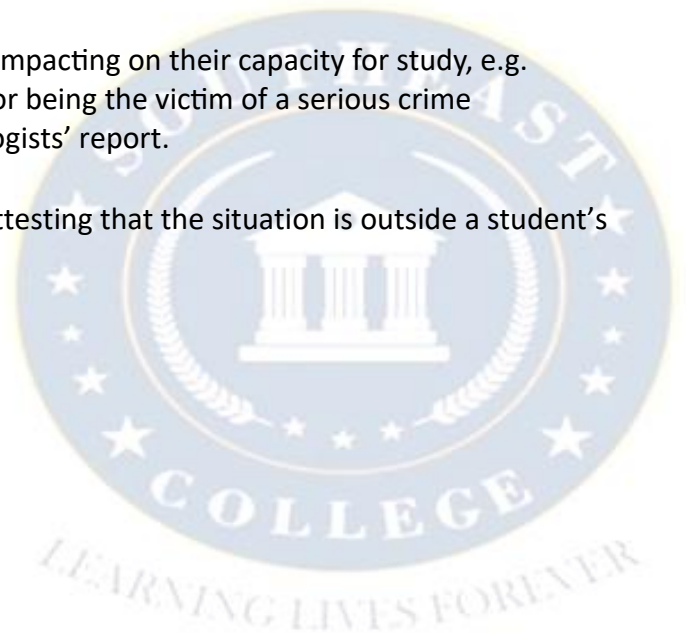 mpacting on their capacity for study, e.g.
or being the victim of a serious crime
ogists’ report.
ttesting that the situation is outside a student’s
SOUTHEAST
COLLEGE
LEARNING LIVES FOREVER